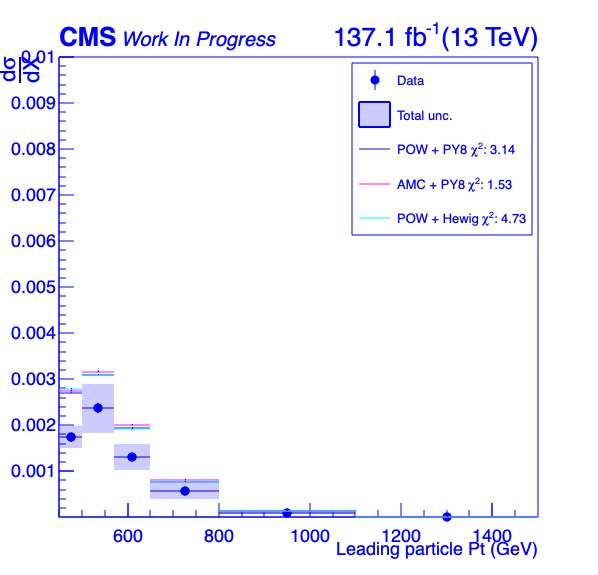 CMS Work In Progress 137.1 fb⁻¹(13 TeV)
dσ
dX
0.01
0.009
0.008
0.007
0.006
0.005
0.004
0.003
0.002
0.001
Data
Total unc.
POW + PY8 χ²: 3.14
AMC + PY8 χ²: 1.53
POW + Hewig χ²: 4.73
600 800 1000 1200 1400
Leading particle Pt (GeV)